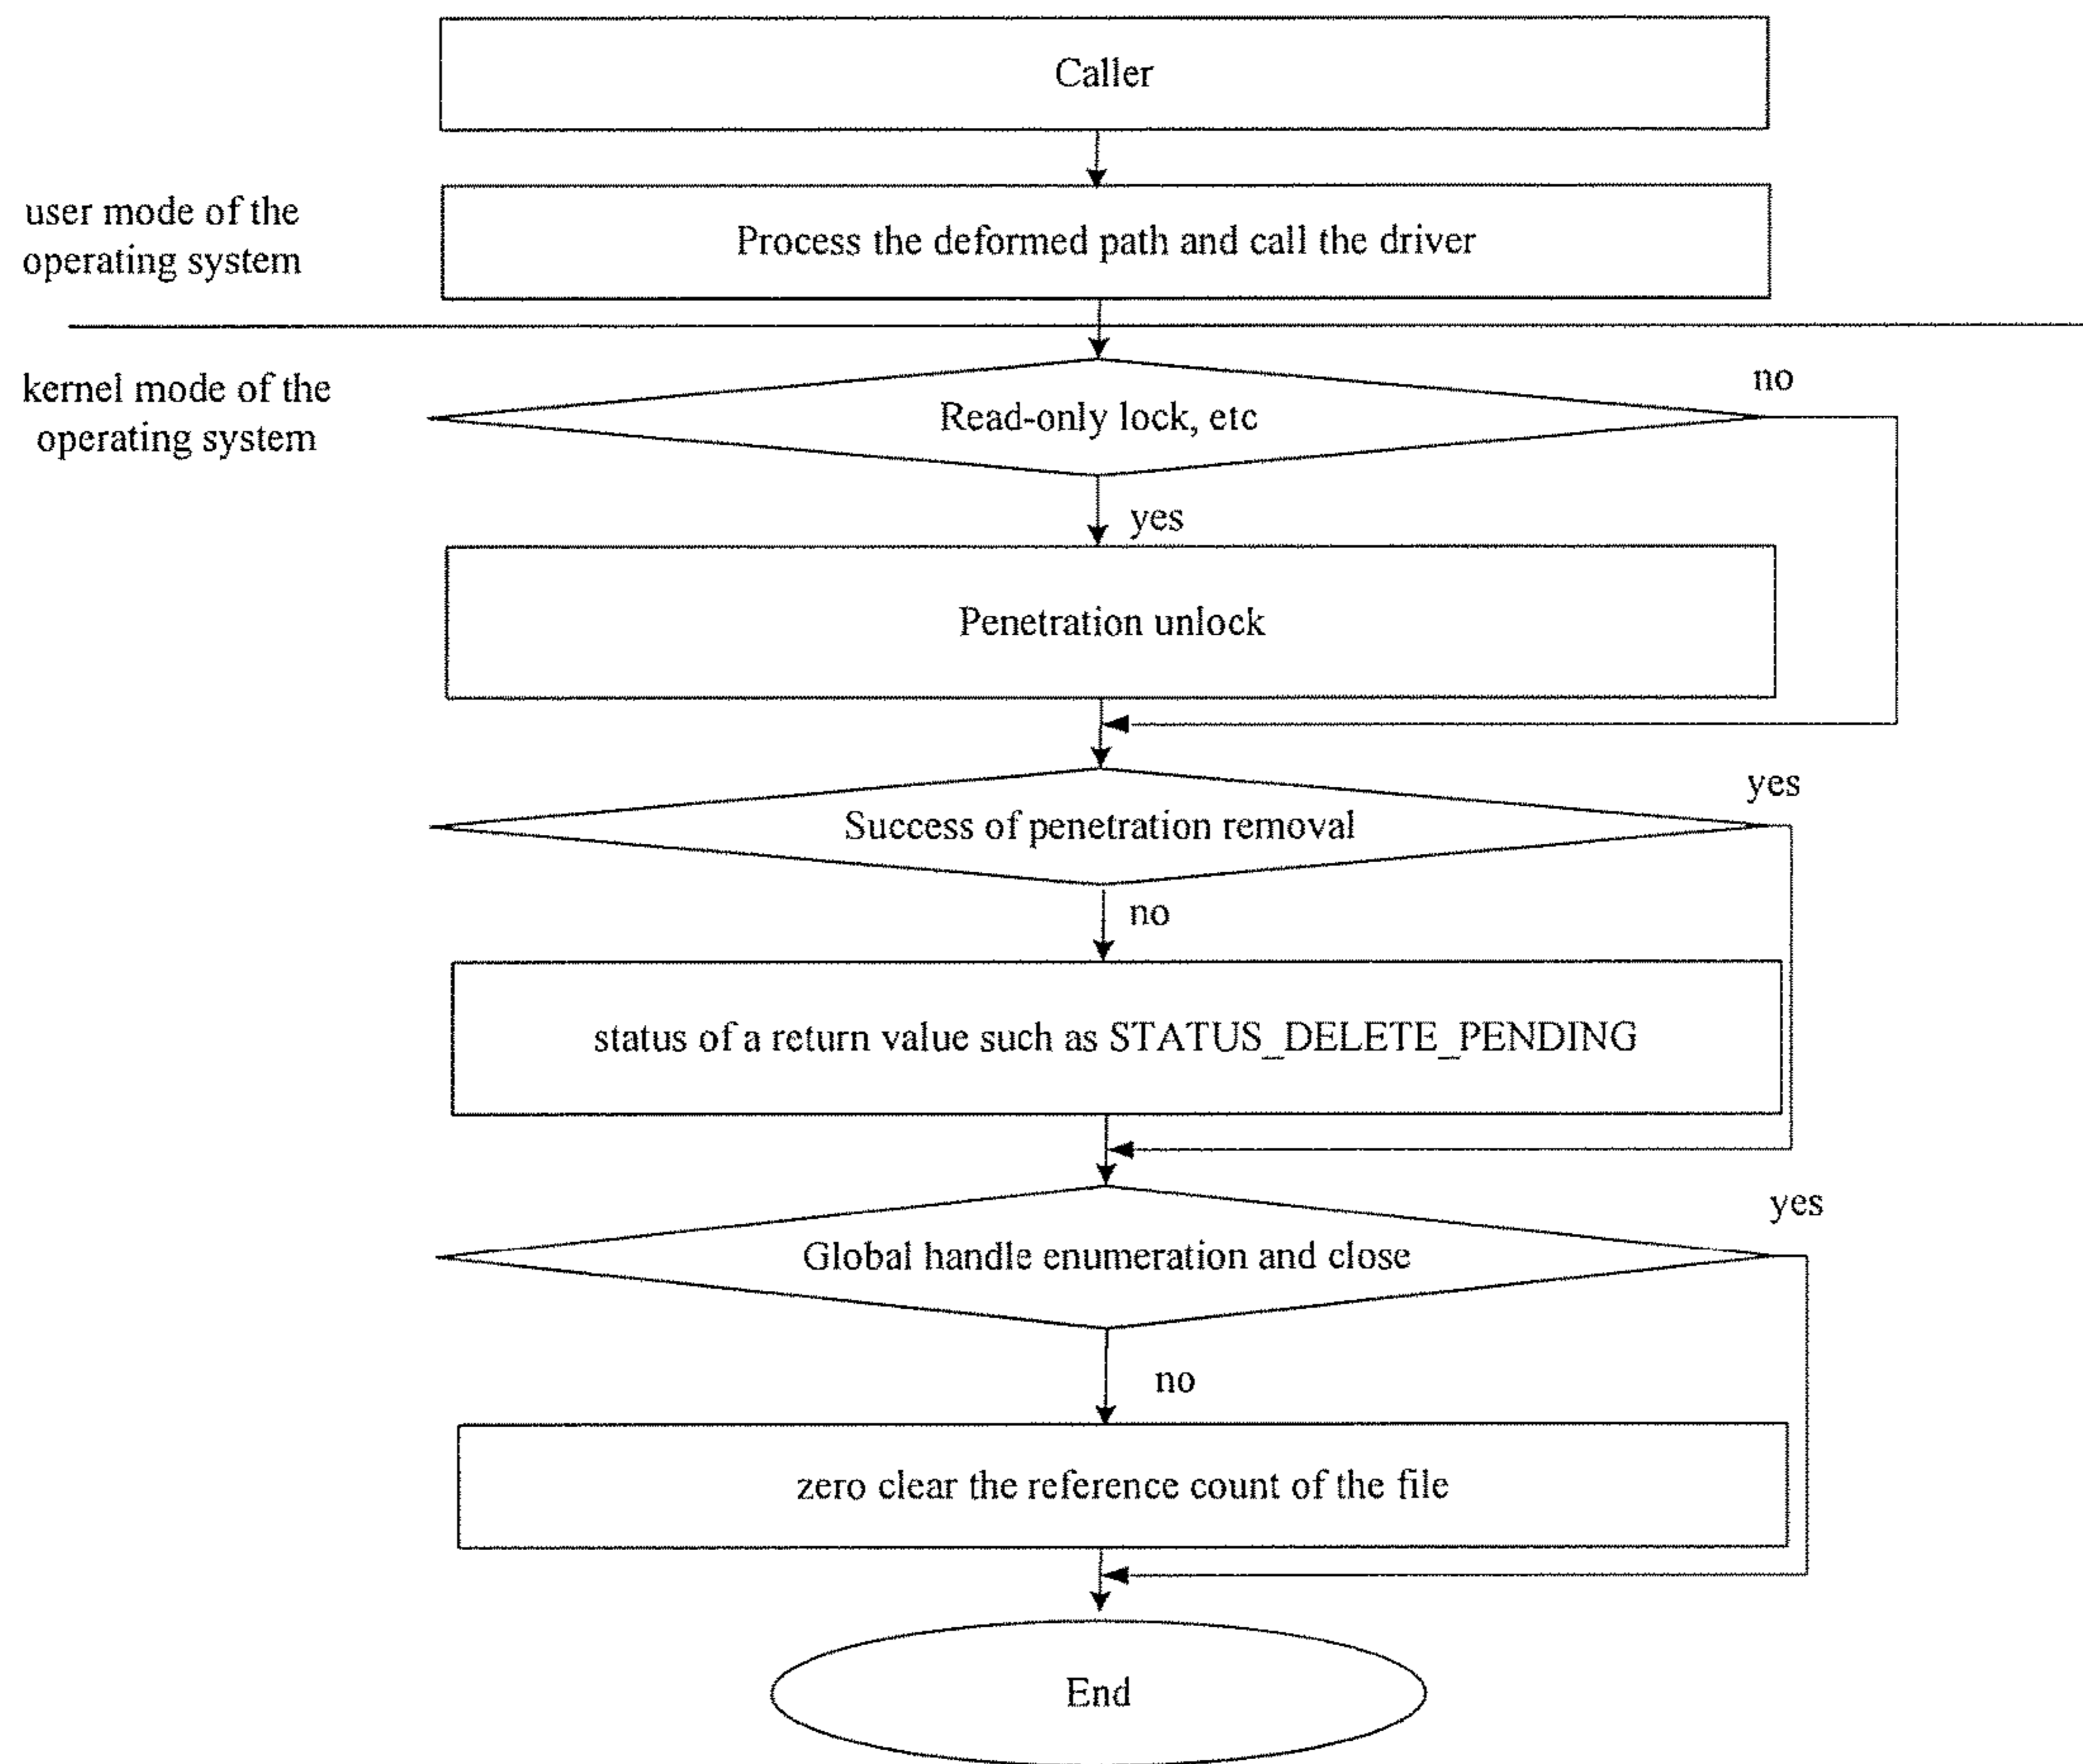 Caller
user mode of the
operating system
Process the deformed path and call the driver
kernel mode of the
operating system
no
Read-only lock, etc
yes
Penetration unlock
yes
Success of penetration removal
no
status of a return value such as STATUS_DELETE_PENDING
yes
Global handle enumeration and close
no
zero clear the reference count of the file
End